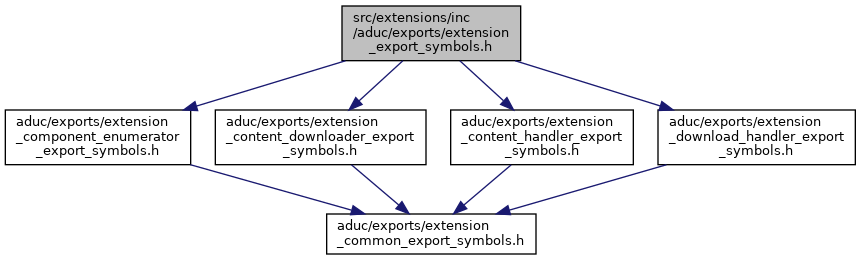 src/extensions/inc
/aduc/exports/extension
_export_symbols.h
aduc/exports/extension
_component_enumerator
_export_symbols.h
aduc/exports/extension
_content_downloader_export
_symbols.h
aduc/exports/extension
_content_handler_export
_symbols.h
aduc/exports/extension
_download_handler_export
_symbols.h
aduc/exports/extension
_common_export_symbols.h